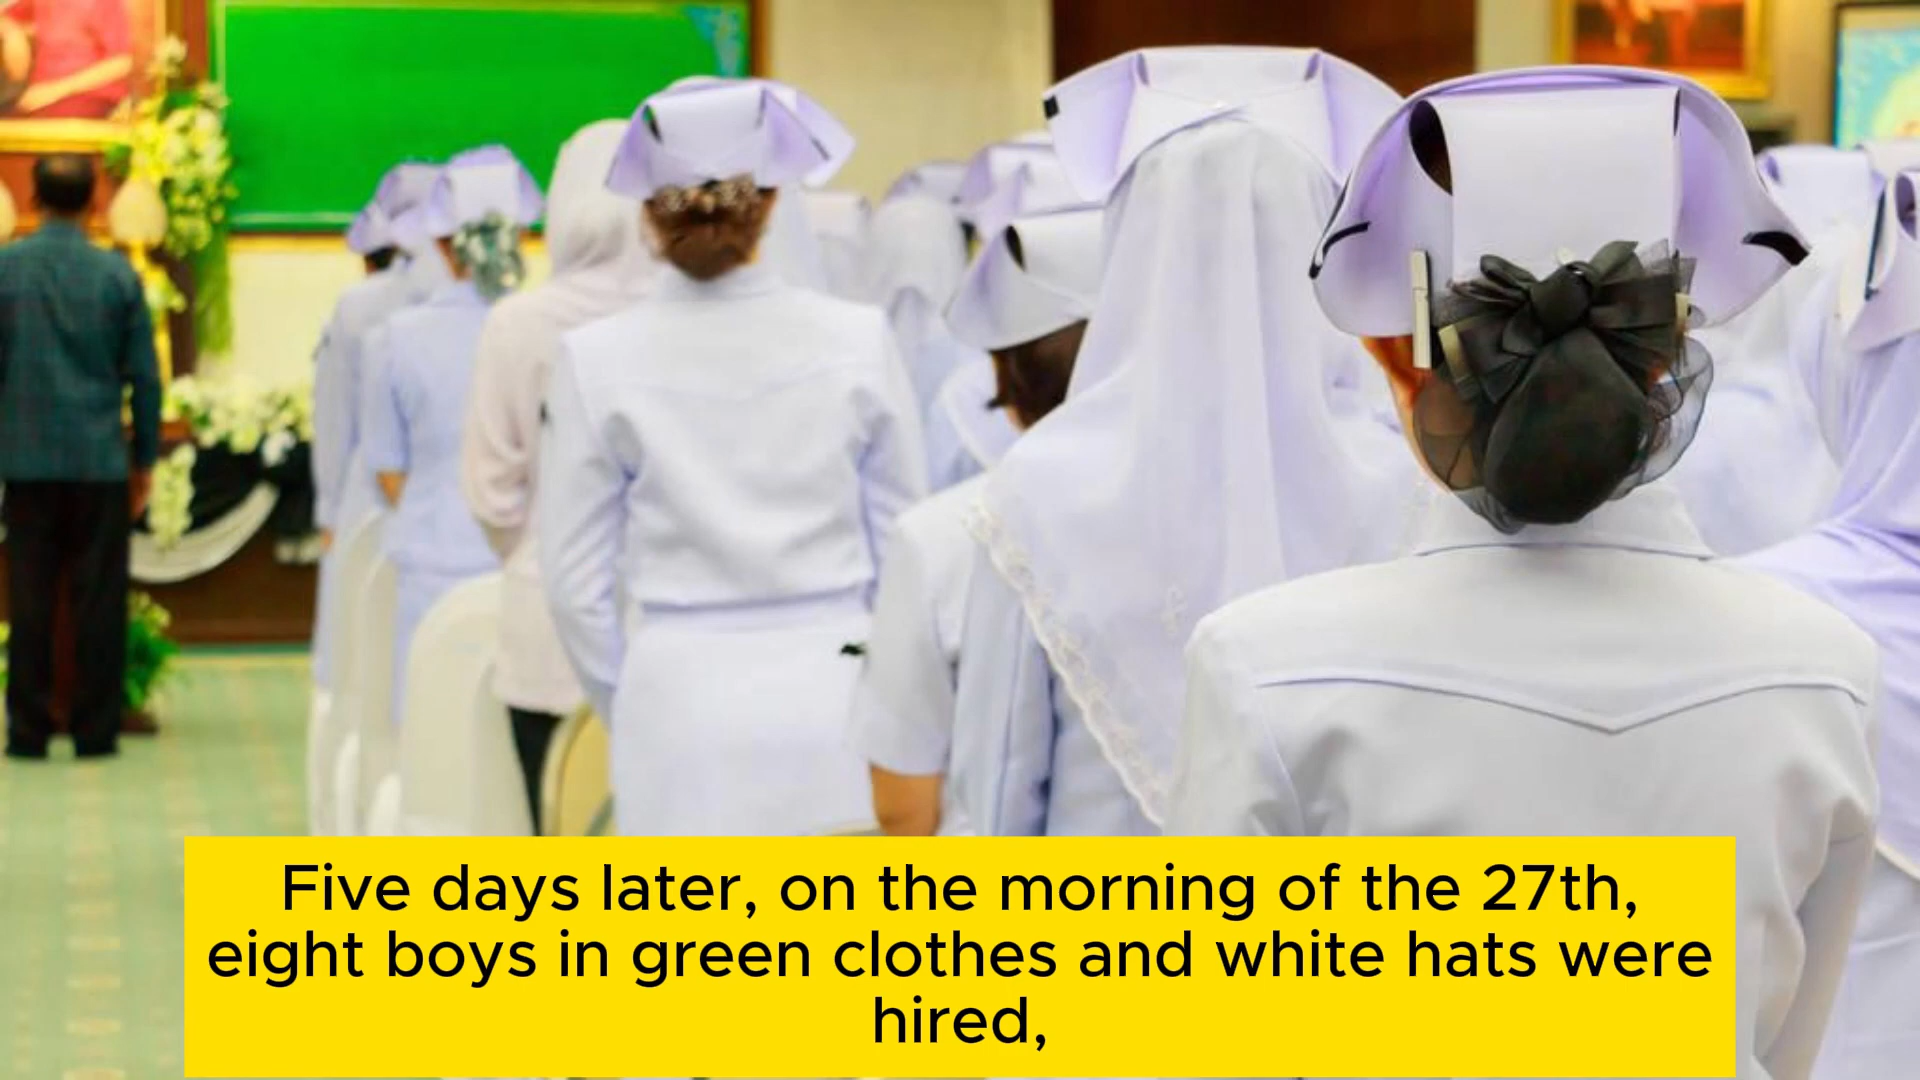 Five days later, on the morning of the 27th,
eight boys in green clothes and white hats were
hired,